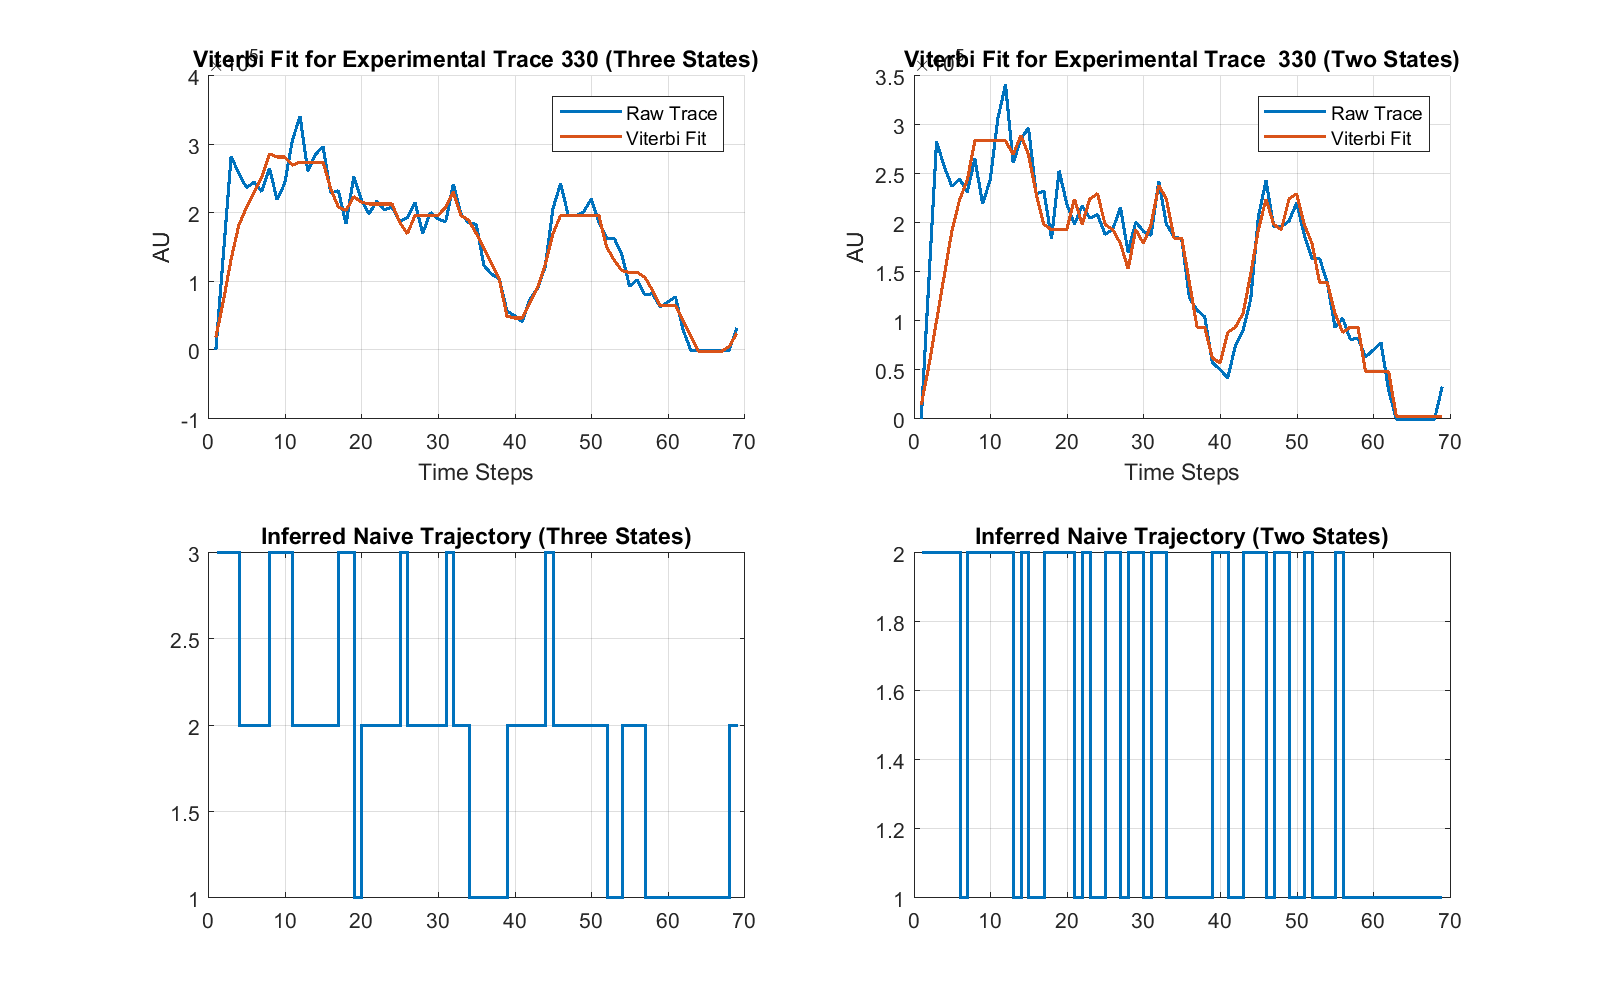 Viterbi Fit for Experimental Trace 330 (Three States)
×10^5
4
3
2
1
0
-1
AU
Raw Trace
Viterbi Fit
0 10 20 30 40 50 60 70
Time Steps
Viterbi Fit for Experimental Trace  330 (Two States)
×10^5
3.5
3
2.5
2
1.5
1
0.5
0
AU
Raw Trace
Viterbi Fit
0 10 20 30 40 50 60 70
Time Steps
Inferred Naive Trajectory (Three States)
3
2.5
2
1.5
1
0 10 20 30 40 50 60 70
Inferred Naive Trajectory (Two States)
2
1.8
1.6
1.4
1.2
1
0 10 20 30 40 50 60 70